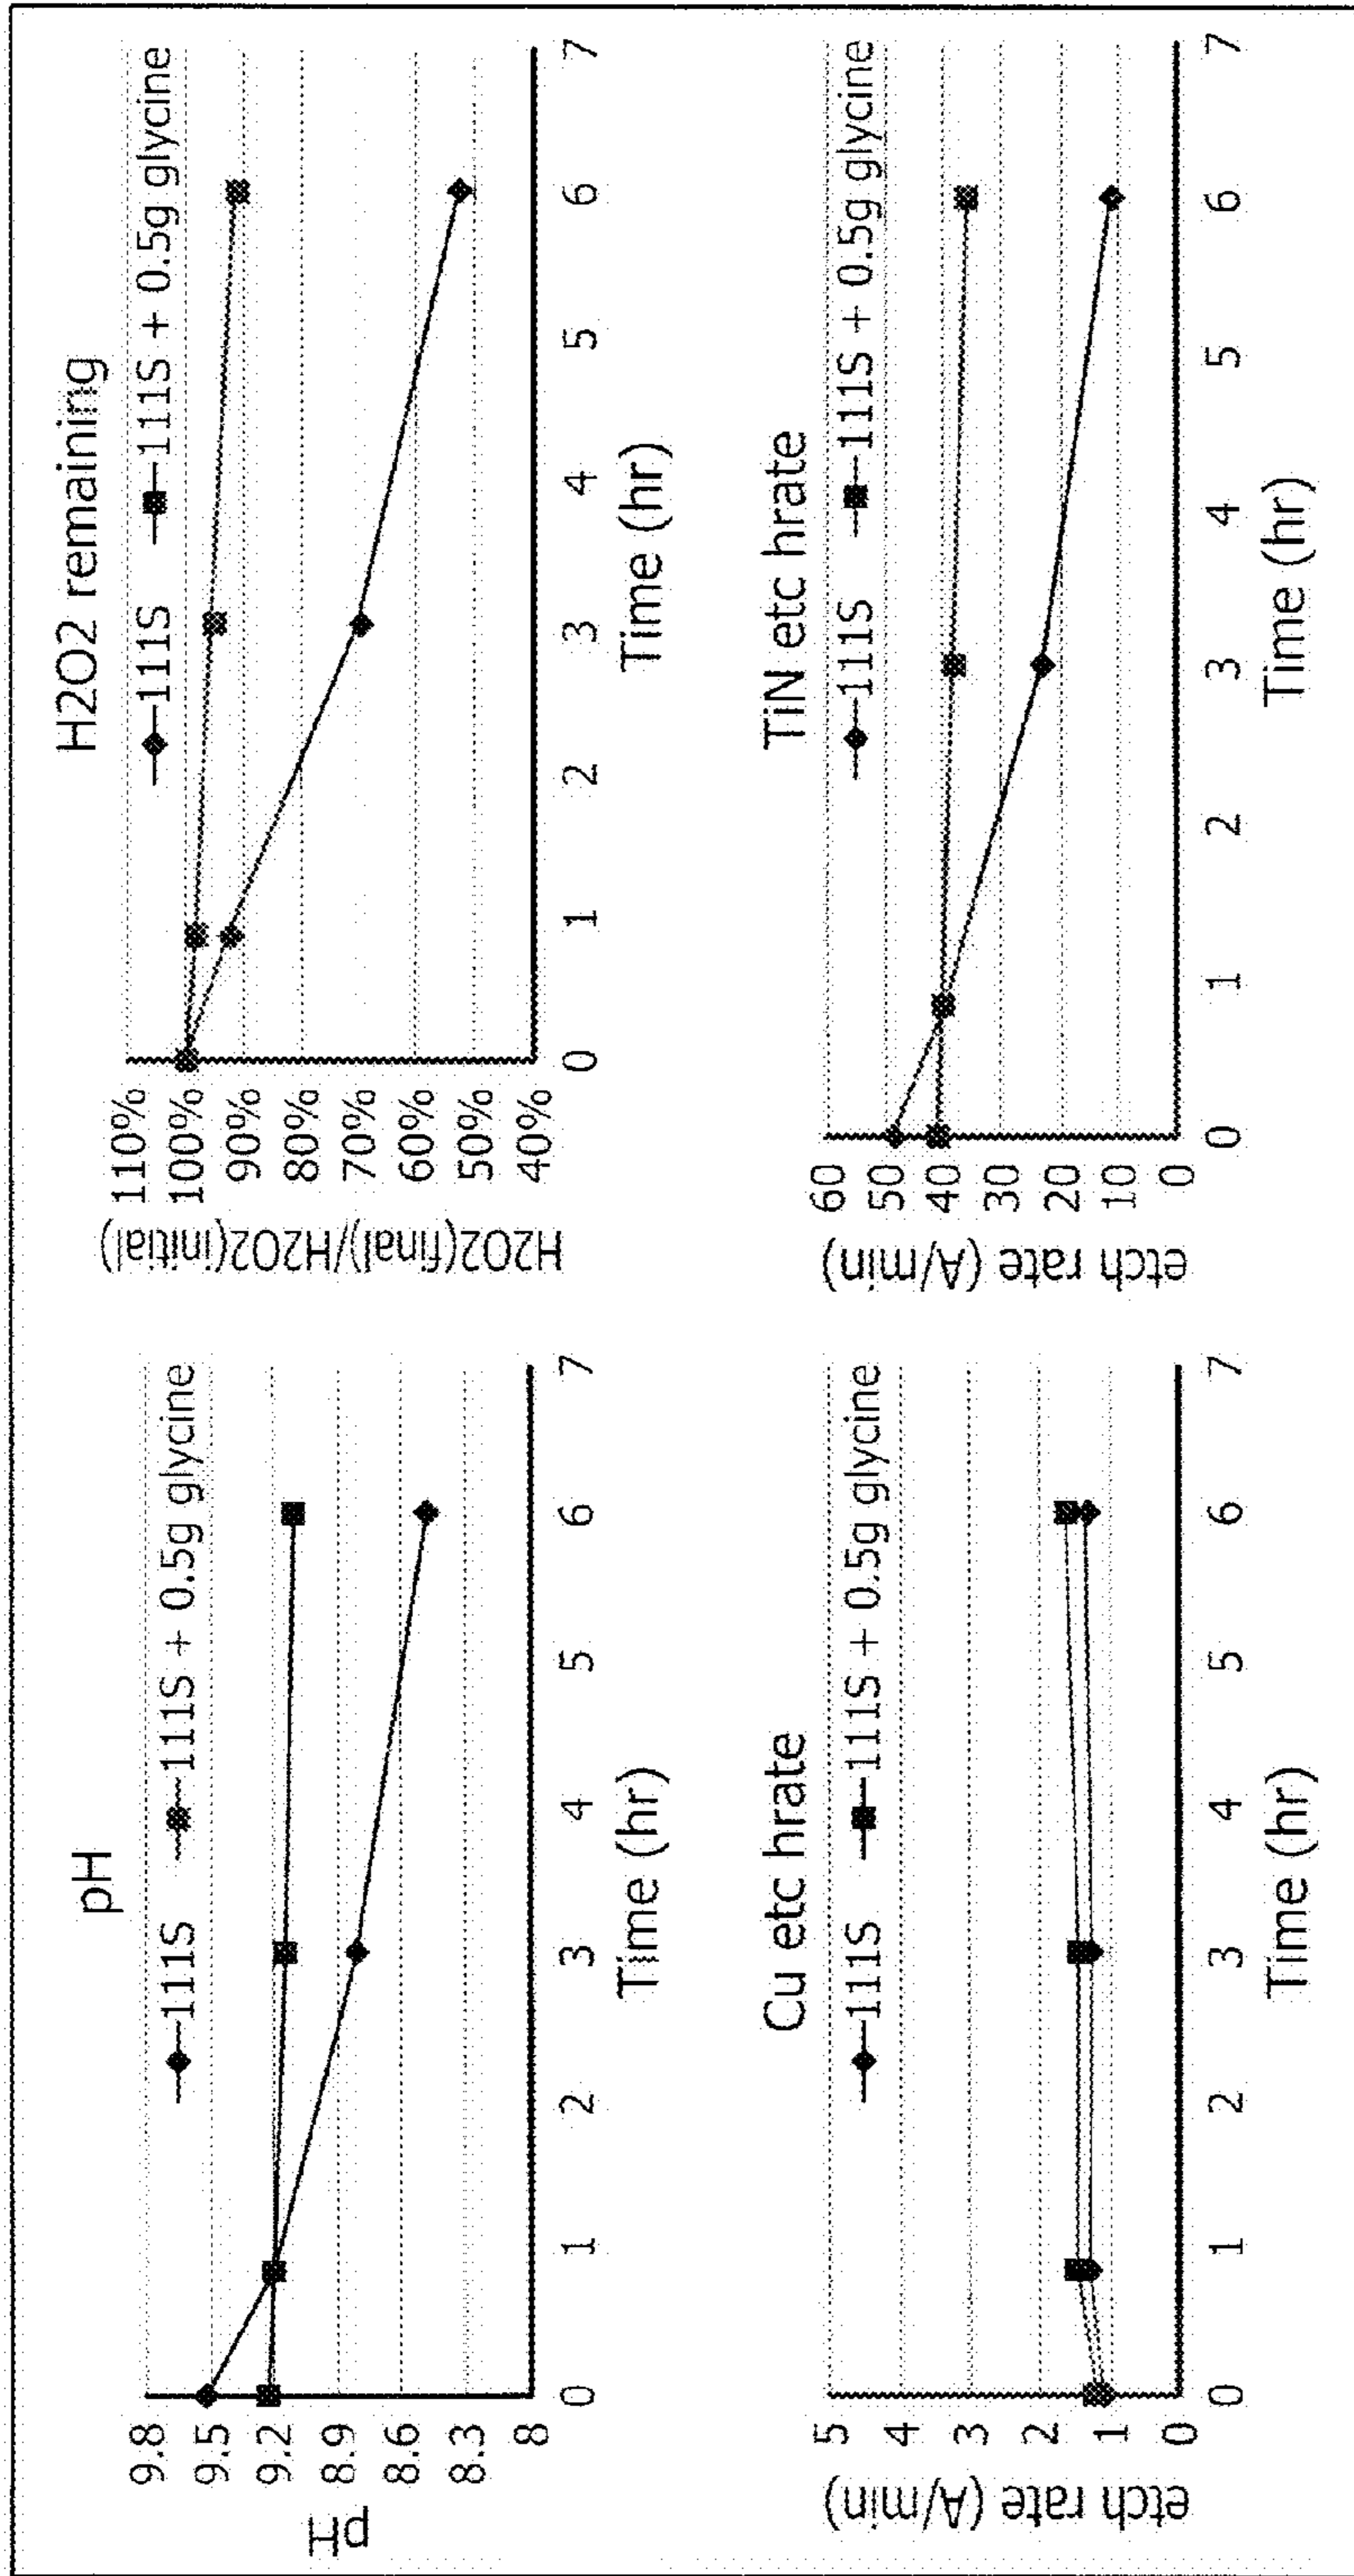 pH
111S 111S + 0.5g glycine
pH
9.8
9.5
9.2
8.9
8.6
8.3
8
0 1 2 3 4 5 6 7
Time (hr)
H2O2 remaining
111S 111S + 0.5g glycine
H2O2(final)/H2O2(initial)
110%
100%
90%
80%
70%
60%
50%
40%
0 1 2 3 4 5 6 7
Time (hr)
Cu etc hrate
111S 111S + 0.5g glycine
etch rate (A/min)
5
4
3
2
1
0
0 1 2 3 4 5 6 7
Time (hr)
TiN etc hrate
111S 111S + 0.5g glycine
etch rate (A/min)
60
50
40
30
20
10
0
0 1 2 3 4 5 6 7
Time (hr)